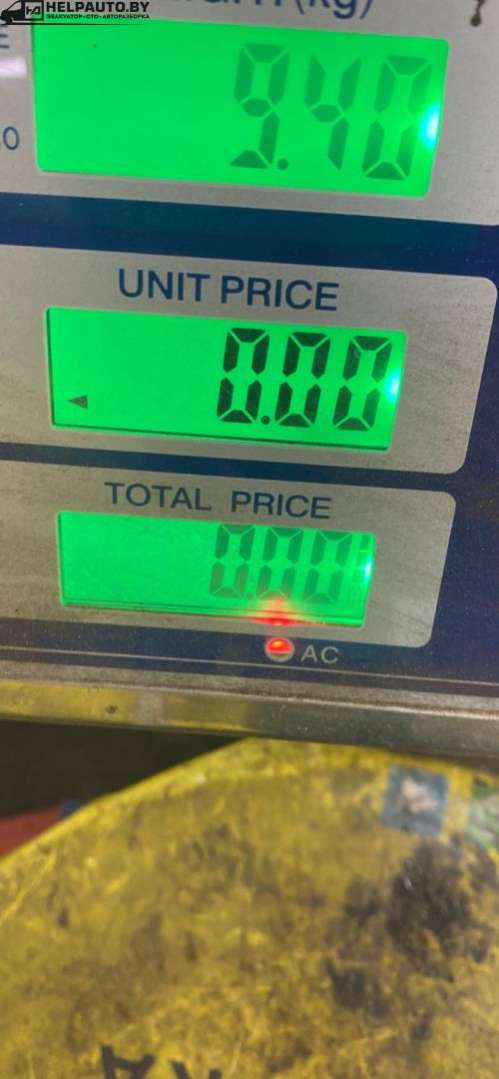 HELPAUTO.BY
ЭВАКУАТОР•СТО•АВТОРАЗБОРКА
(kg)
9.40
UNIT PRICE
0.00
TOTAL PRICE
0.00
AC